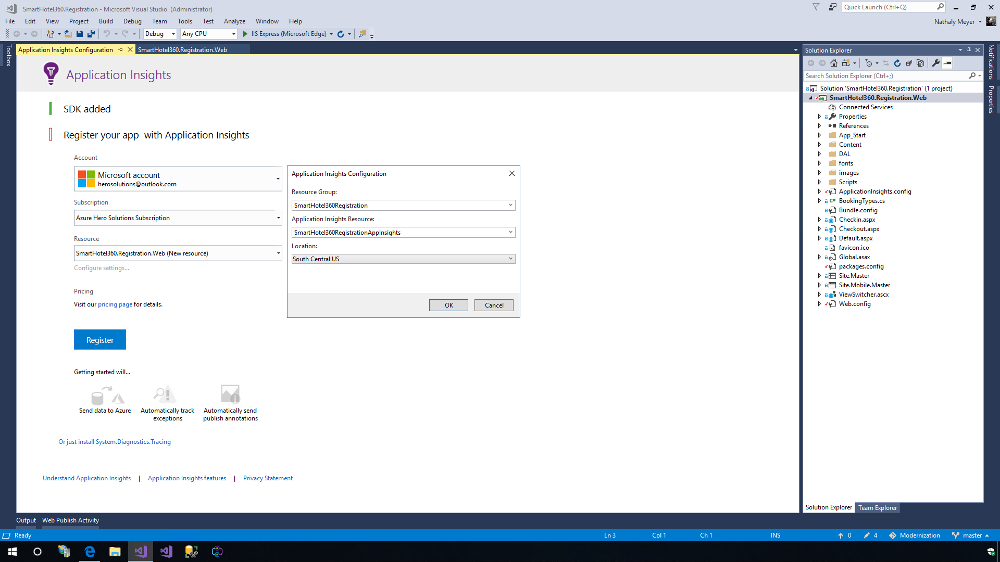 SmartHotel360.Registration - Microsoft Visual Studio (Administrator)
Quick Launch (Ctrl+Q)
File Edit View Project Build Debug Team Tools Test Analyze Window Help
Nathaly Meyer
Debug Any CPU IIS Express (Microsoft Edge)
Toolbox
Application Insights Configuration SmartHotel360.Registration.Web
Application Insights
SDK added
Register your app with Application Insights
Account
Microsoft account
herosolutions@outlook.com
Subscription
Azure Hero Solutions Subscription
Resource
SmartHotel360.Registration.Web (New resource)
Configure settings...
Pricing
Visit our pricing page for details.
Register
Getting started will...
Send data to Azure
Automatically track
exceptions
Automatically send
publish annotations
Or just install System.Diagnostics.Tracing
Understand Application Insights | Application Insights features | Privacy Statement
Application Insights Configuration
Resource Group:
SmartHotel360Registration
Application Insights Resource:
SmartHotel360RegistrationAppInsights
Location:
South Central US
OK Cancel
Solution Explorer
Search Solution Explorer (Ctrl+;)
Solution 'SmartHotel360.Registration' (1 project)
SmartHotel360.Registration.Web
Connected Services
Properties
References
App_Start
Content
DAL
fonts
images
Scripts
ApplicationInsights.config
C# BookingTypes.cs
Bundle.config
Checkin.aspx
Checkout.aspx
Default.aspx
favicon.ico
Global.asax
packages.config
Site.Master
Site.Mobile.Master
ViewSwitcher.ascx
Web.config
Solution Explorer Team Explorer
Notifications
Properties
Output Web Publish Activity
Ready Ln 3 Col 1 Ch 1 INS 0 4 Modernization master